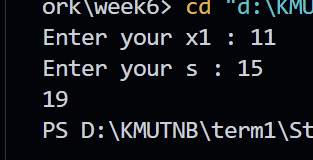 ork\week6> cd "d:\KMU
Enter your x1 : 11
Enter your s : 15
19
PS D:\KMUTNB\term1\St